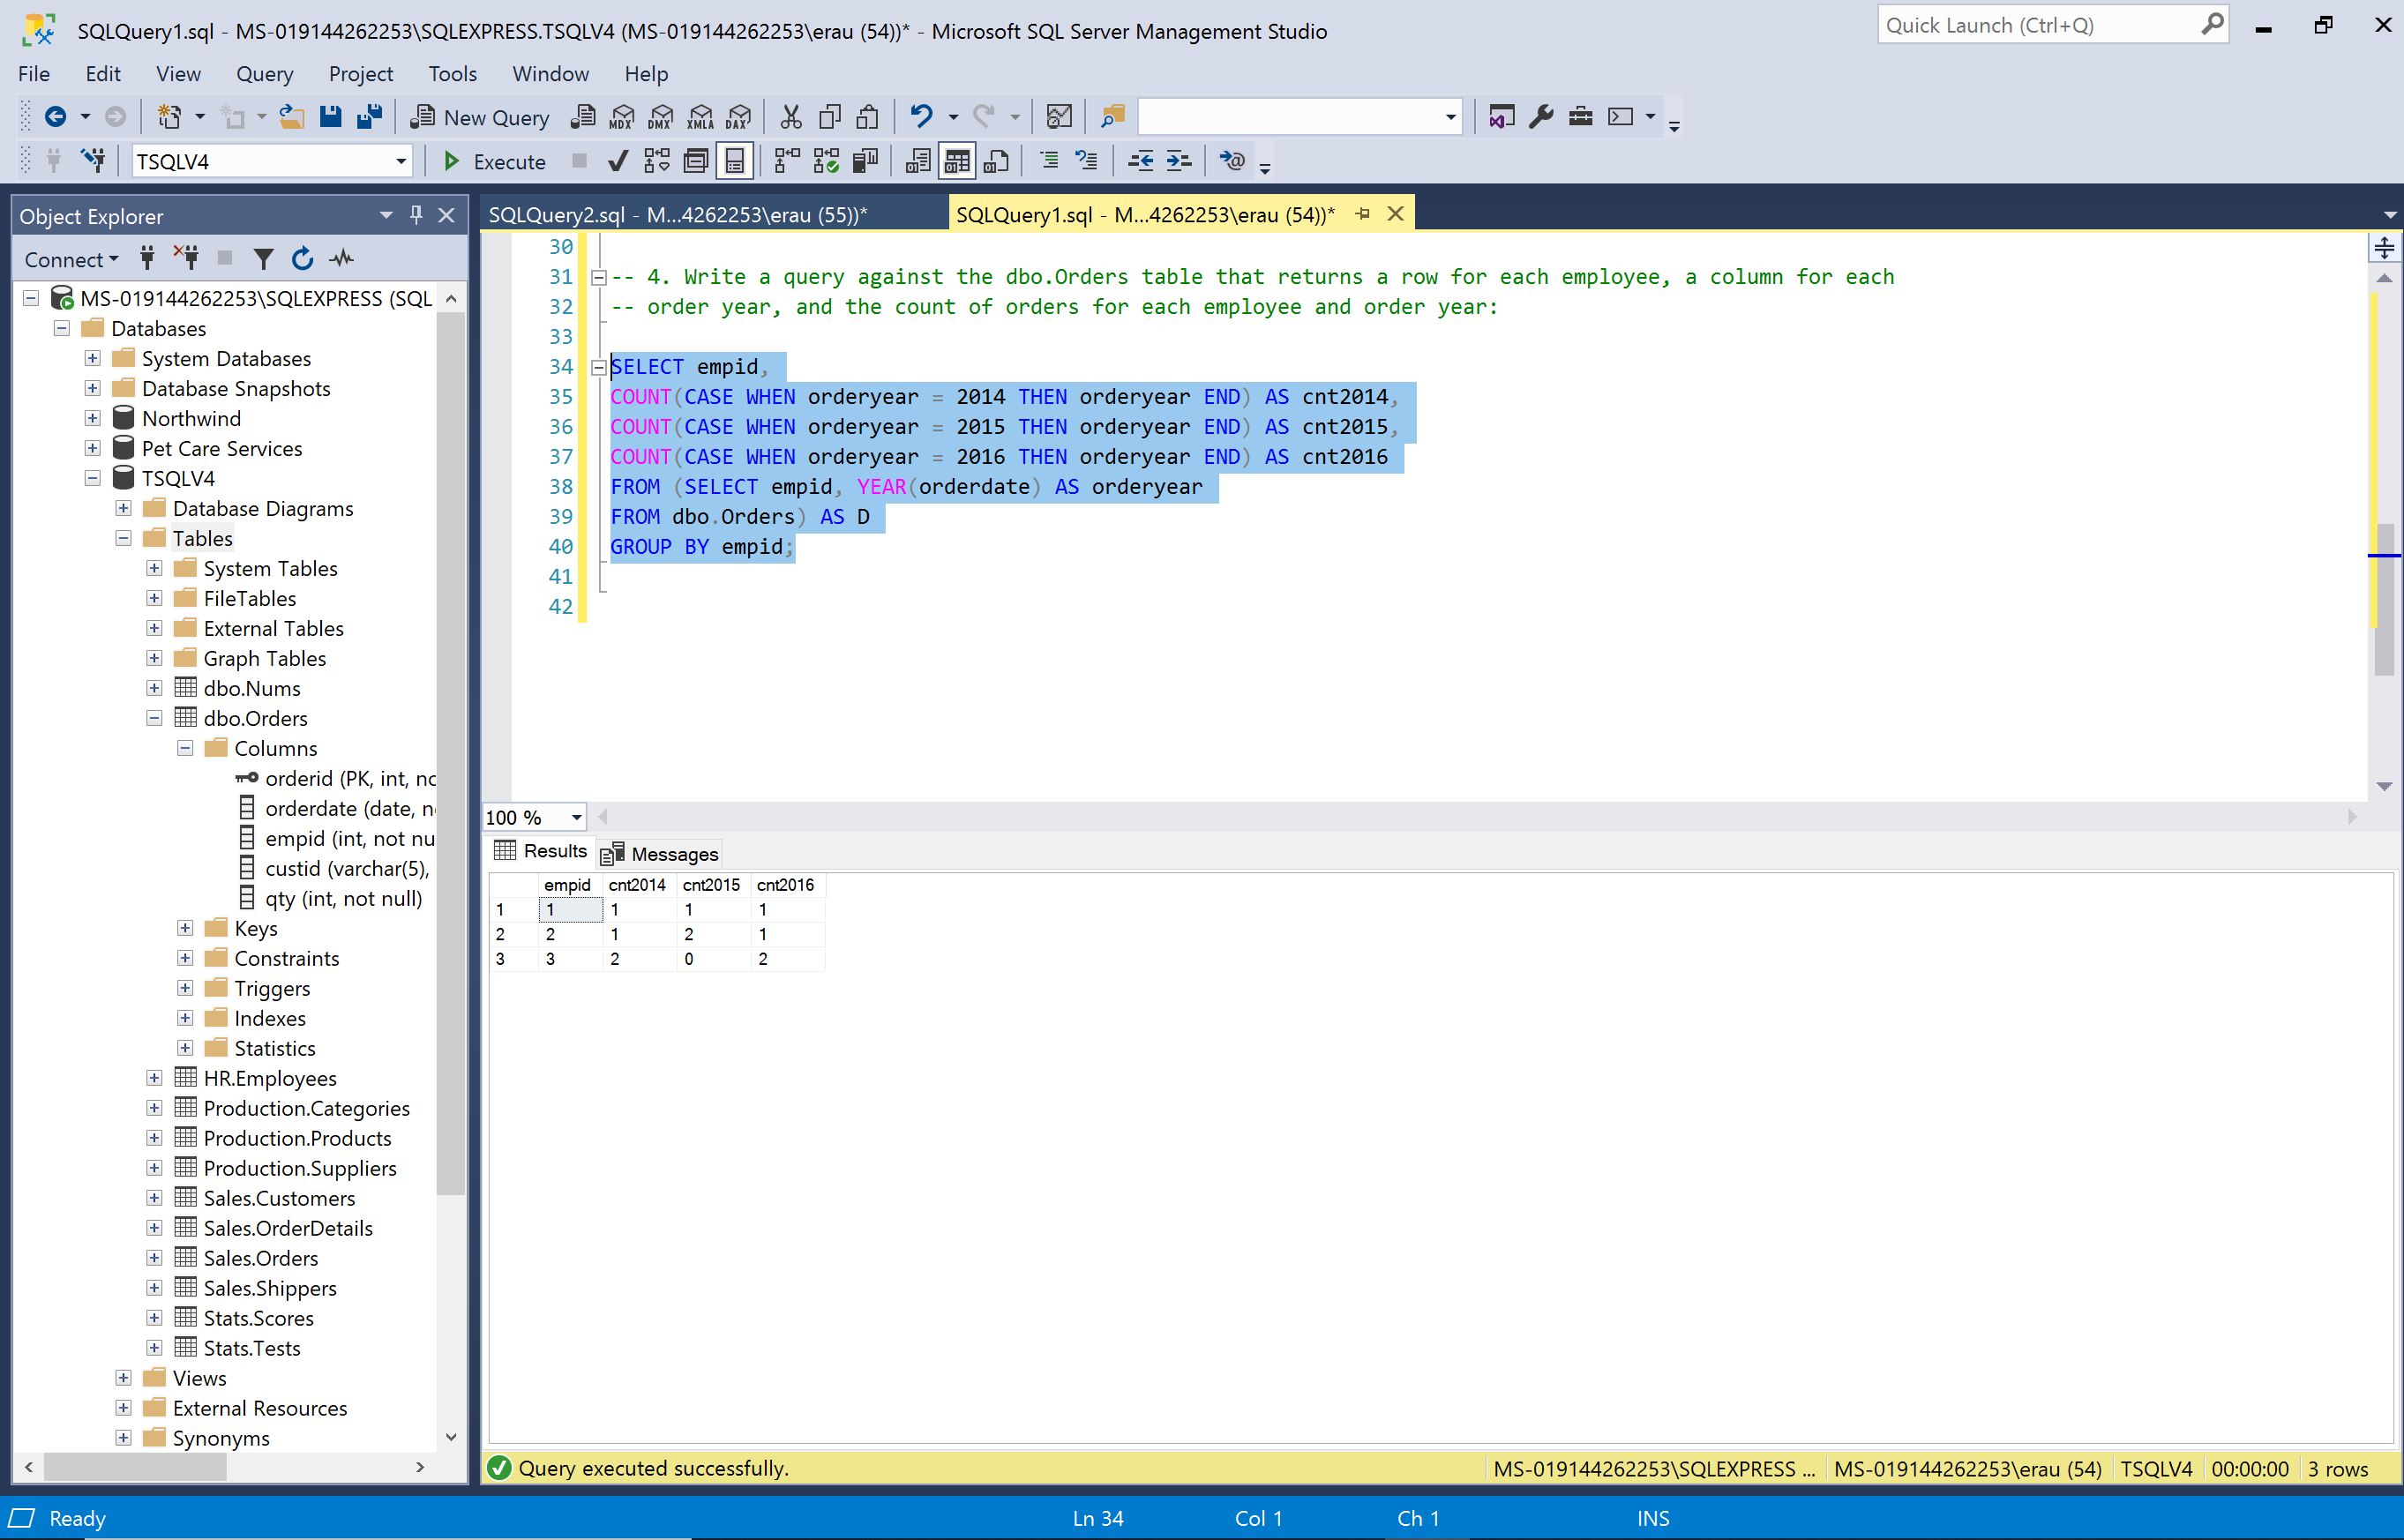 SQLQuery1.sql - MS-019144262253\SQLEXPRESS.TSQLV4 (MS-019144262253\erau (54))* - Microsoft SQL Server Management Studio
Quick Launch (Ctrl+Q)
File Edit View Query Project Tools Window Help
New Query MDX DMX XMLA DAX
TSQLV4 Execute
Object Explorer
Connect
MS-019144262253\SQLEXPRESS (SQL
Databases
System Databases
Database Snapshots
Northwind
Pet Care Services
TSQLV4
Database Diagrams
Tables
System Tables
FileTables
External Tables
Graph Tables
dbo.Nums
dbo.Orders
Columns
orderid (PK, int, no
orderdate (date, n
empid (int, not nu
custid (varchar(5),
qty (int, not null)
Keys
Constraints
Triggers
Indexes
Statistics
HR.Employees
Production.Categories
Production.Products
Production.Suppliers
Sales.Customers
Sales.OrderDetails
Sales.Orders
Sales.Shippers
Stats.Scores
Stats.Tests
Views
External Resources
Synonyms
SQLQuery2.sql - M...4262253\erau (55))* SQLQuery1.sql - M...4262253\erau (54))*
30
31 -- 4. Write a query against the dbo.Orders table that returns a row for each employee, a column for each
32 -- order year, and the count of orders for each employee and order year:
33
34 SELECT empid,
35 COUNT(CASE WHEN orderyear = 2014 THEN orderyear END) AS cnt2014,
36 COUNT(CASE WHEN orderyear = 2015 THEN orderyear END) AS cnt2015,
37 COUNT(CASE WHEN orderyear = 2016 THEN orderyear END) AS cnt2016
38 FROM (SELECT empid, YEAR(orderdate) AS orderyear
39 FROM dbo.Orders) AS D
40 GROUP BY empid;
41
42
100 %
Results Messages
empid cnt2014 cnt2015 cnt2016
1 1 1 1 1
2 2 1 2 1
3 3 2 0 2
Query executed successfully. MS-019144262253\SQLEXPRESS ... MS-019144262253\erau (54) TSQLV4 00:00:00 3 rows
Ready Ln 34 Col 1 Ch 1 INS